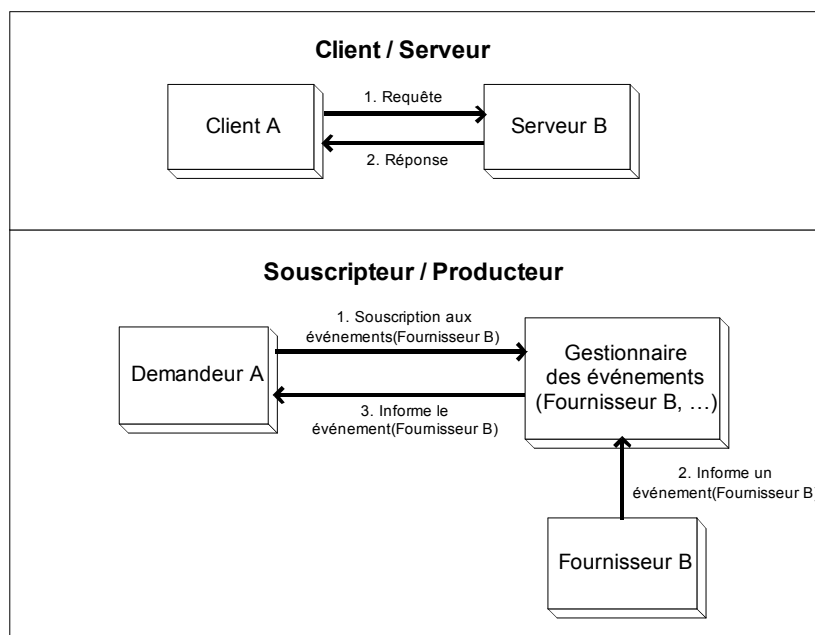 Client / Serveur
Client A
1. Requête
2. Réponse
Serveur B
Souscripteur / Producteur
Demandeur A
1. Souscription aux
événements(Fournisseur B)
3. Informe le
événement(Fournisseur B)
Gestionnaire
des événements
(Fournisseur B, …)
2. Informe un
événement(Fournisseur B)
Fournisseur B